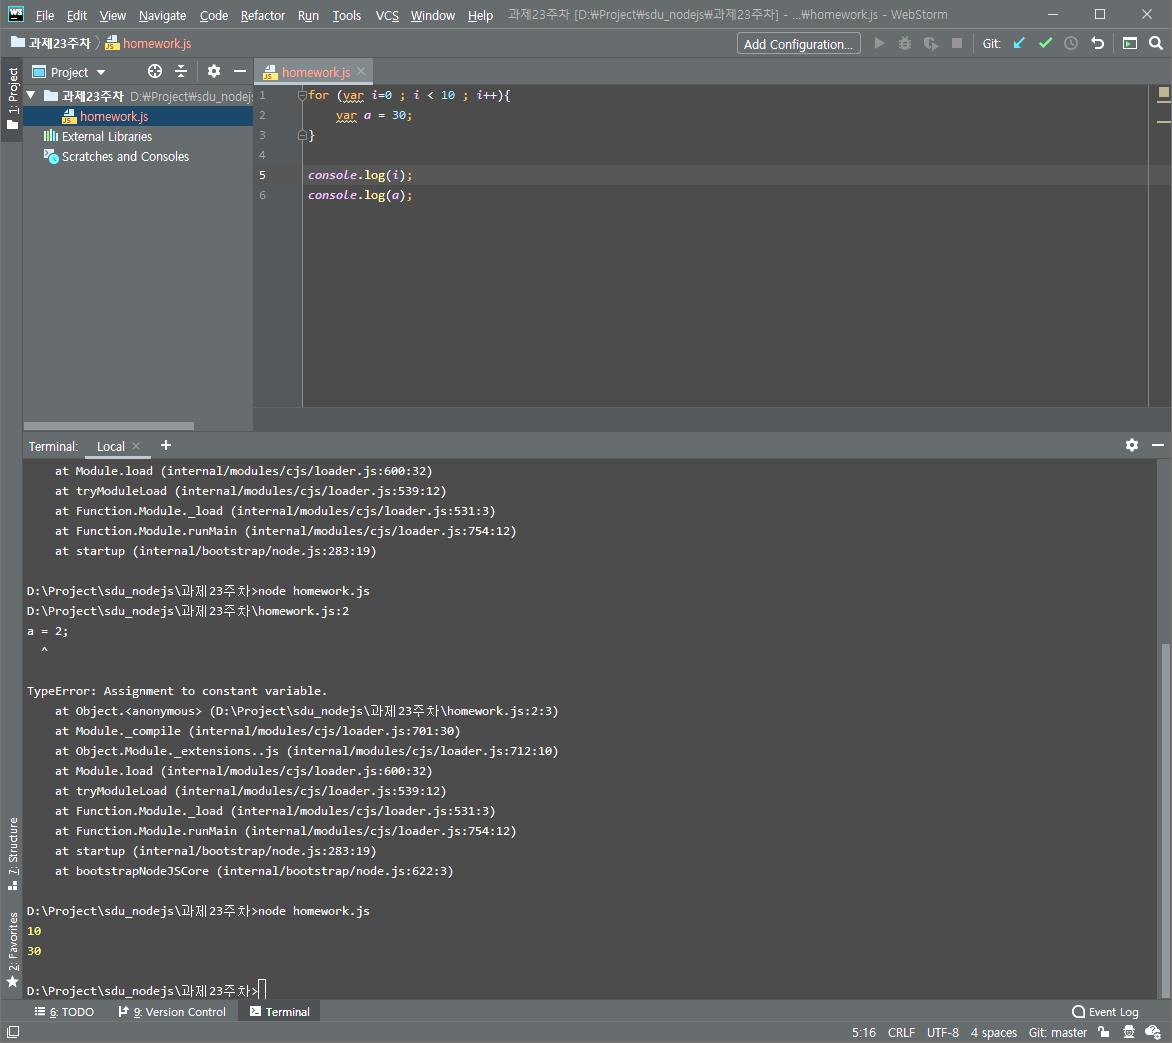 WS File Edit View Navigate Code Refactor Run Tools VCS Window Help 과제23주차 [D:₩Project₩sdu_nodejs₩과제23주차] - ...₩homework.js - WebStorm
과제23주차 homework.js Add Configuration... Git:
1: Project
Project
homework.js
과제23주차 D:₩Project₩sdu_nodejs
homework.js
External Libraries
Scratches and Consoles
1 for (var i=0 ; i < 10 ; i++){
2 var a = 30;
3 }
4
5 console.log(i);
6 console.log(a);
Terminal: Local
at Module.load (internal/modules/cjs/loader.js:600:32)
at tryModuleLoad (internal/modules/cjs/loader.js:539:12)
at Function.Module._load (internal/modules/cjs/loader.js:531:3)
at Function.Module.runMain (internal/modules/cjs/loader.js:754:12)
at startup (internal/bootstrap/node.js:283:19)
D:\Project\sdu_nodejs\과제23주차>node homework.js
D:\Project\sdu_nodejs\과제23주차\homework.js:2
a = 2;
^
TypeError: Assignment to constant variable.
at Object.<anonymous> (D:\Project\sdu_nodejs\과제23주차\homework.js:2:3)
at Module._compile (internal/modules/cjs/loader.js:701:30)
at Object.Module._extensions..js (internal/modules/cjs/loader.js:712:10)
at Module.load (internal/modules/cjs/loader.js:600:32)
at tryModuleLoad (internal/modules/cjs/loader.js:539:12)
at Function.Module._load (internal/modules/cjs/loader.js:531:3)
at Function.Module.runMain (internal/modules/cjs/loader.js:754:12)
at startup (internal/bootstrap/node.js:283:19)
at bootstrapNodeJSCore (internal/bootstrap/node.js:622:3)
D:\Project\sdu_nodejs\과제23주차>node homework.js
10
30
D:\Project\sdu_nodejs\과제23주차>
7: Structure
2: Favorites
6: TODO 9: Version Control Terminal Event Log
5:16 CRLF UTF-8 4 spaces Git: master